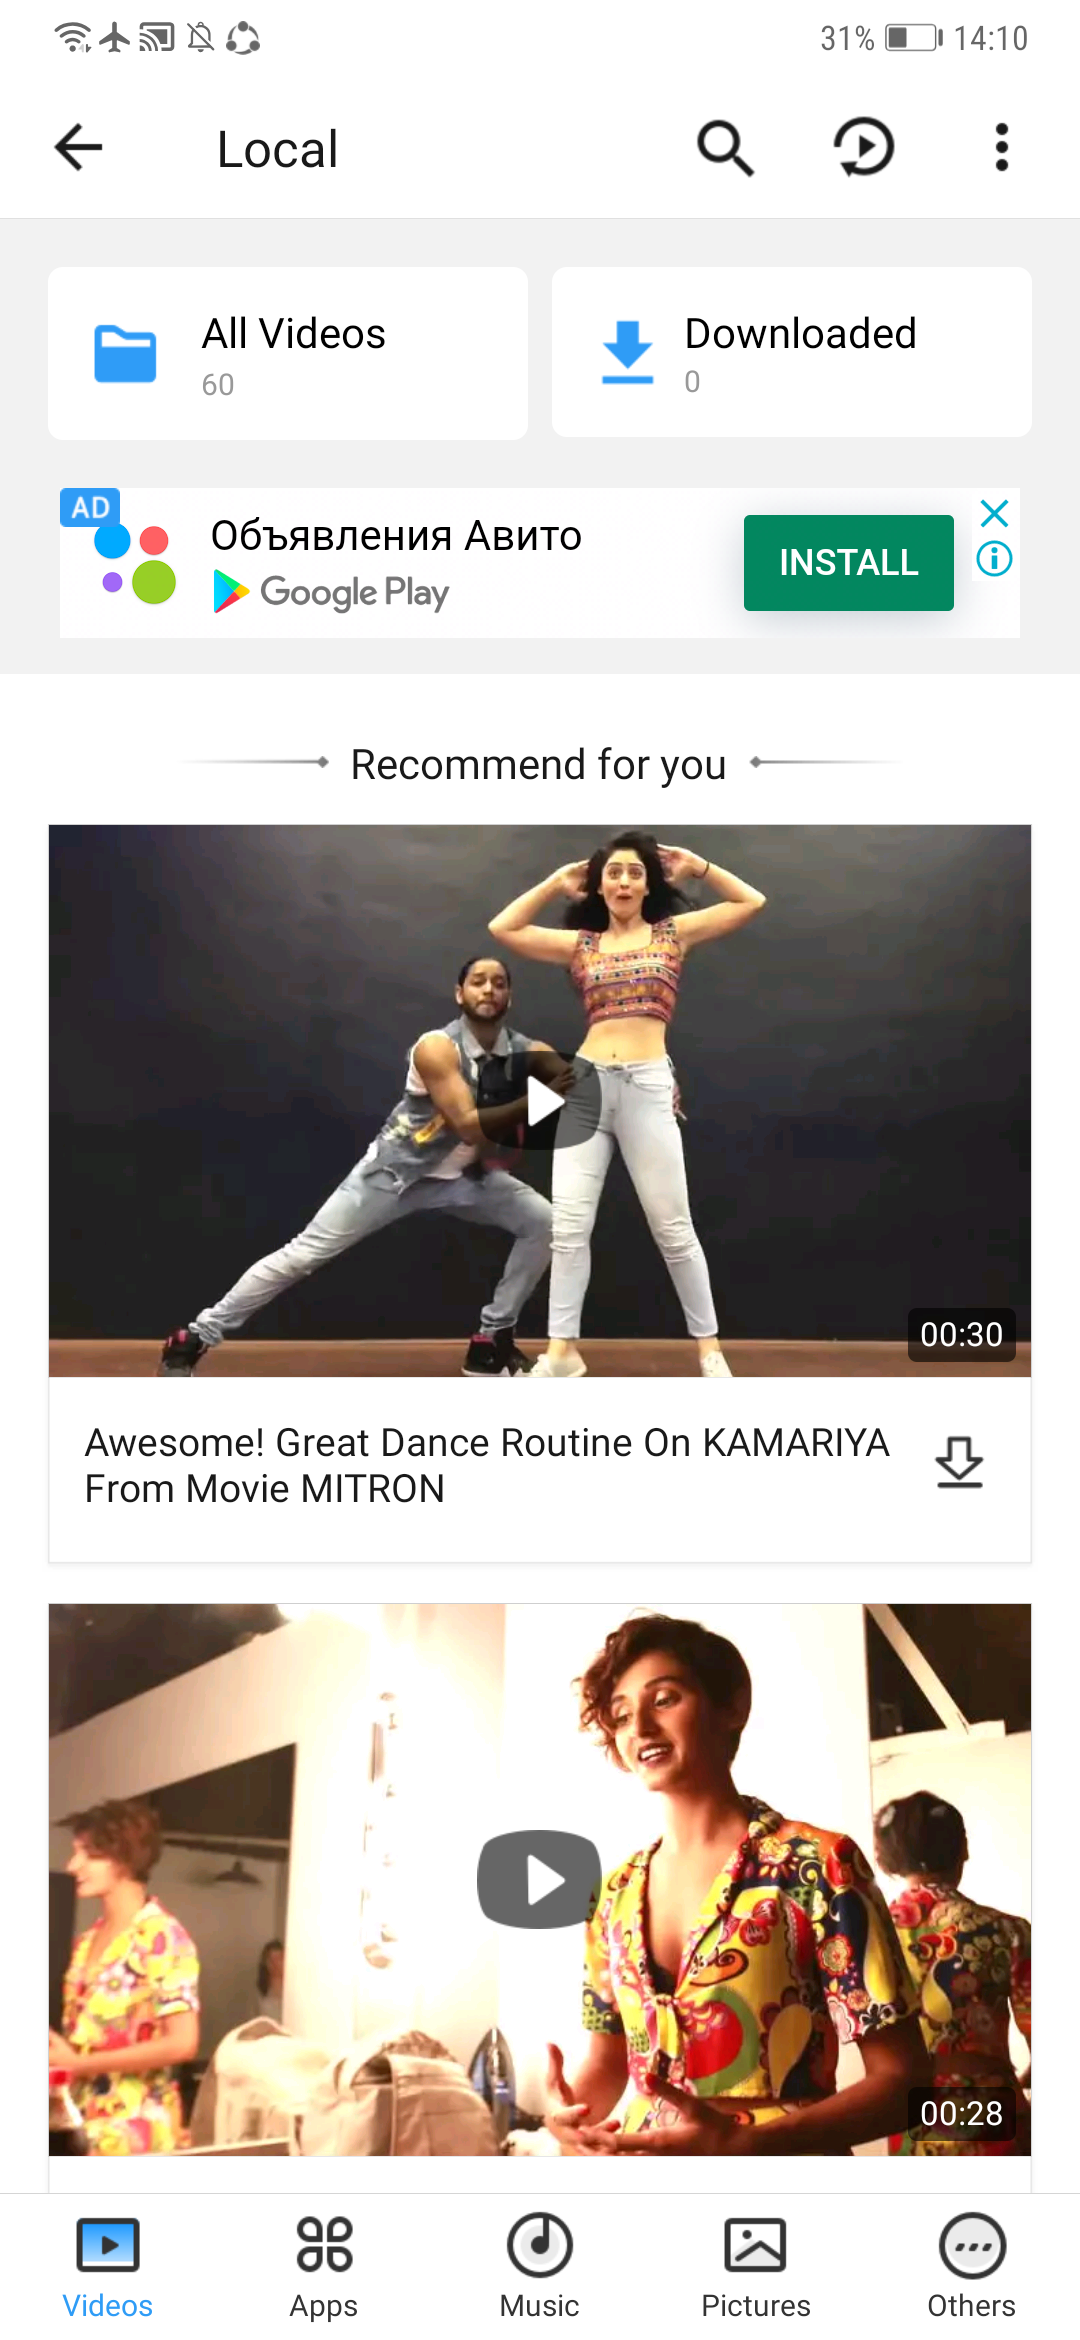 31% 14:10
Local
All Videos
60
Downloaded
0
AD
Объявления Авито
Google Play
INSTALL
Recommend for you
00:30
Awesome! Great Dance Routine On KAMARIYA
From Movie MITRON
00:28
Videos
Apps
Music
Pictures
Others